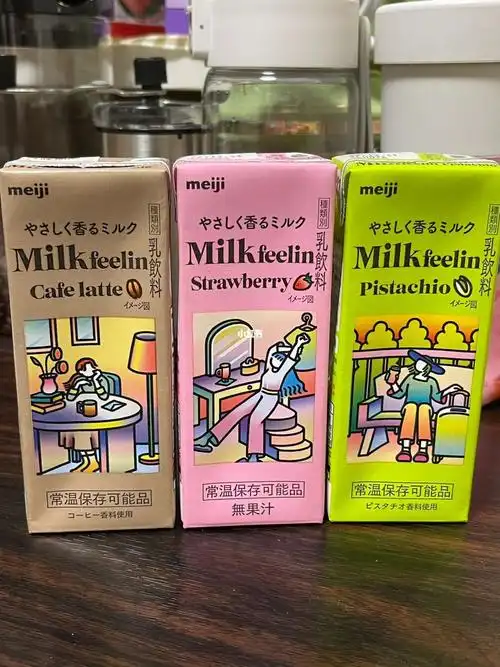 meiji
やさしく香るミルク
種類別 乳飲料
Milk feelin
Cafe latte
イメージ図
常温保存可能品
コーヒー香料使用
meiji
やさしく香るミルク
種類別 乳飲料
Milk feelin
Strawberry
イメージ図
小红书
常温保存可能品
無果汁
meiji
やさしく香るミルク
種類別 乳飲料
Milk feelin
Pistachio
イメージ図
常温保存可能品
ピスタチオ香料使用